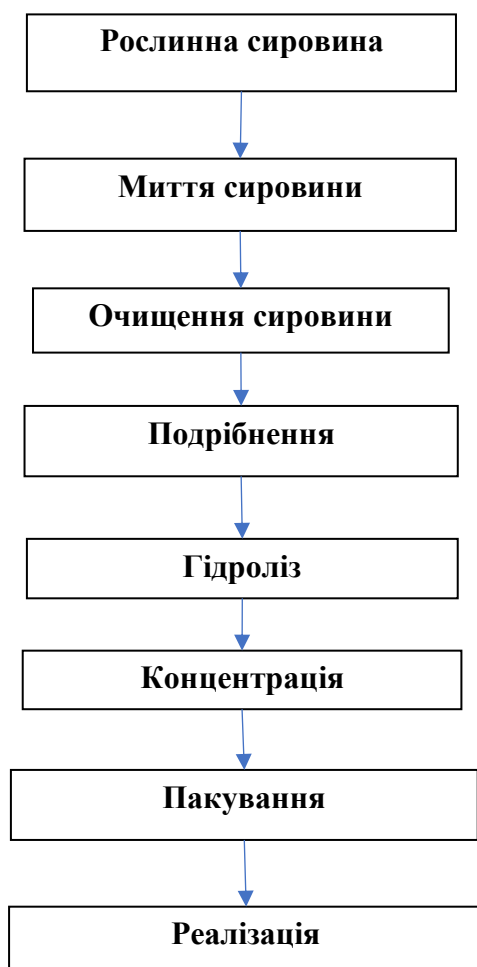 Рослинна сировина
Миття сировини
Очищення сировини
Подрібнення
Гідроліз
Концентрація
Пакування
Реалізація